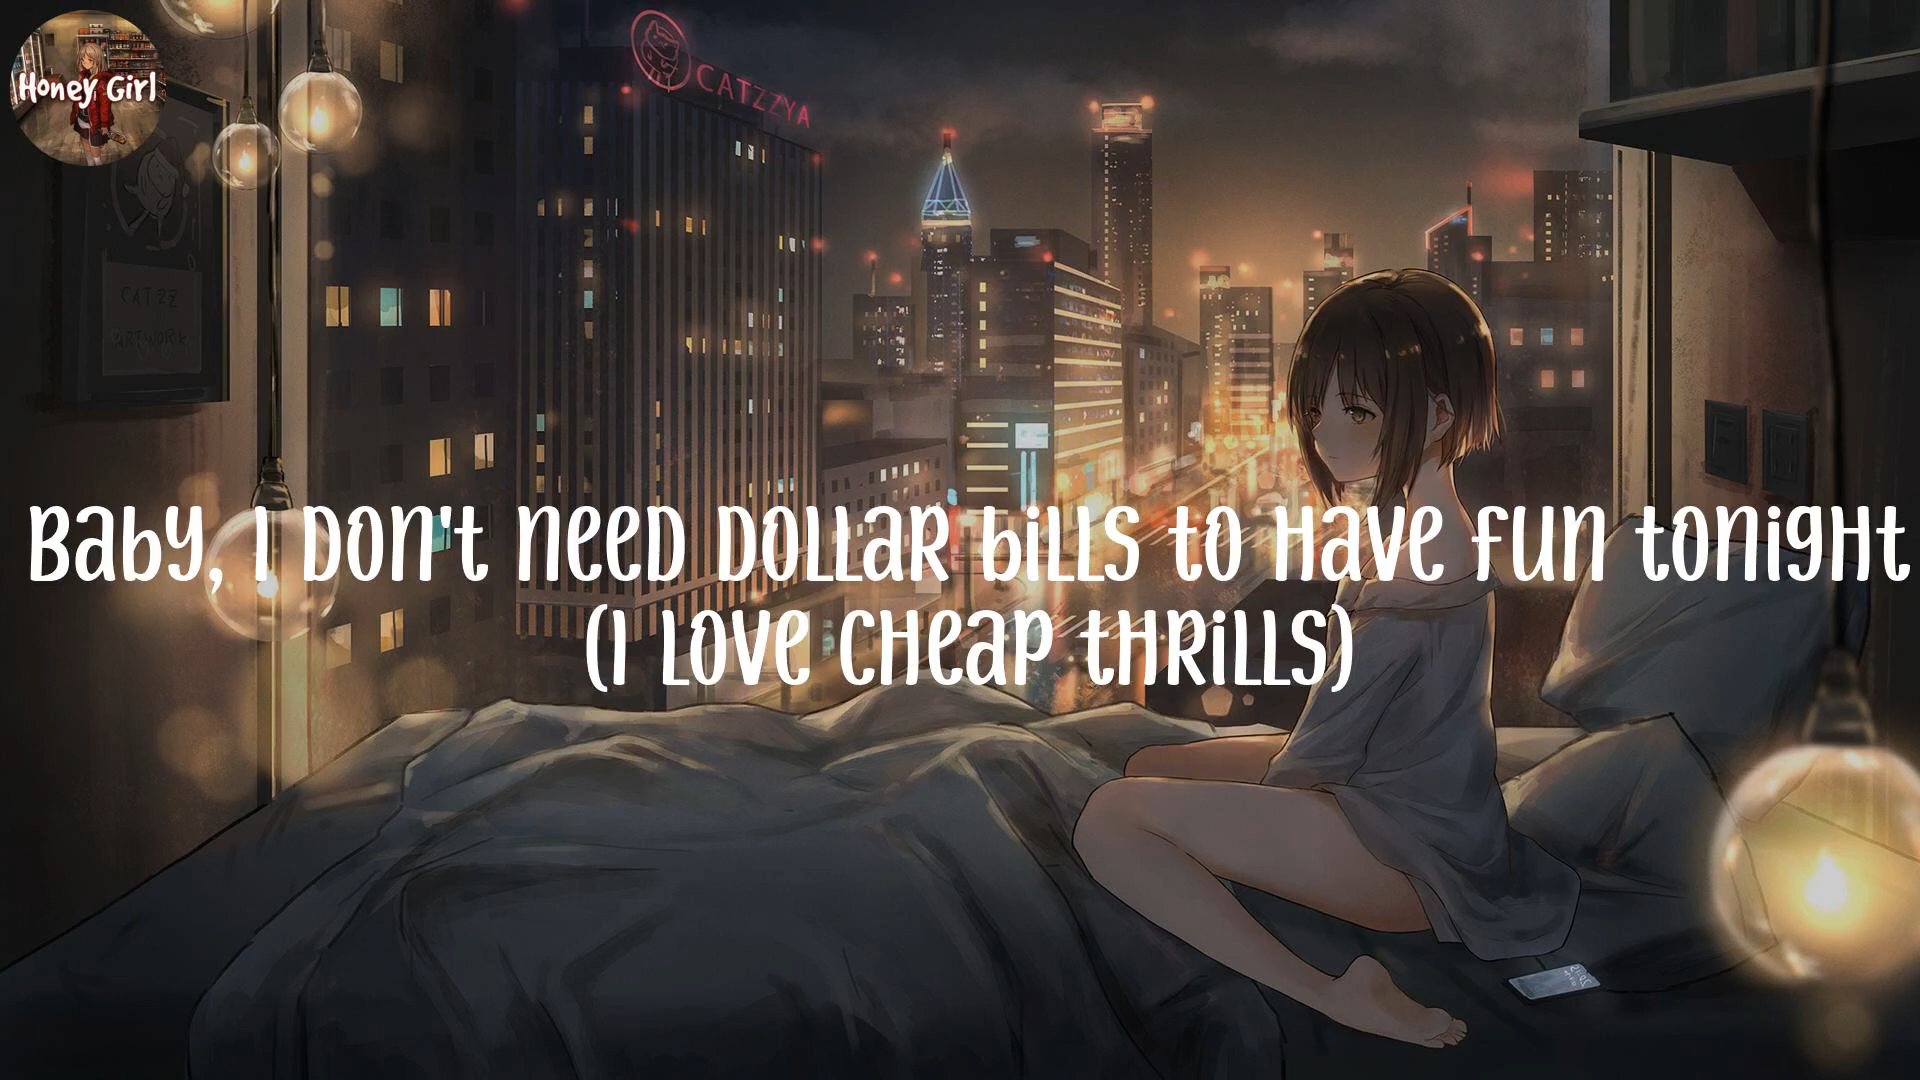 Honey Girl
CATZZYA
CATZZ
ARTWORK
Baby, I don't need dollar bills to have fun tonight
(I love cheap thrills)